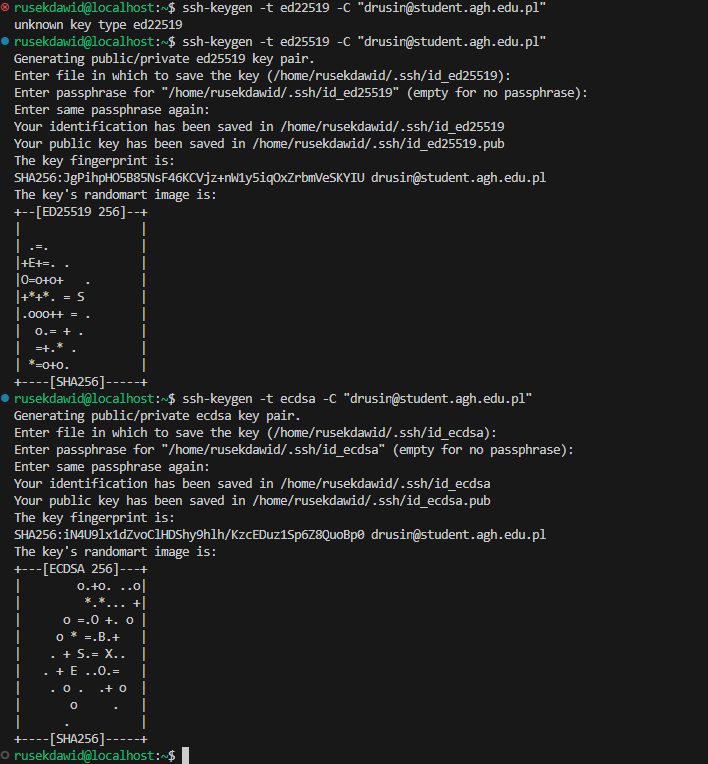 rusekdawid@localhost:~$ ssh-keygen -t ed22519 -C "drusin@student.agh.edu.pl"
unknown key type ed22519
rusekdawid@localhost:~$ ssh-keygen -t ed25519 -C "drusin@student.agh.edu.pl"
Generating public/private ed25519 key pair.
Enter file in which to save the key (/home/rusekdawid/.ssh/id_ed25519):
Enter passphrase for "/home/rusekdawid/.ssh/id_ed25519" (empty for no passphrase):
Enter same passphrase again:
Your identification has been saved in /home/rusekdawid/.ssh/id_ed25519
Your public key has been saved in /home/rusekdawid/.ssh/id_ed25519.pub
The key fingerprint is:
SHA256:JgPihpHO5B85NsF46KCVjz+nW1y5iqOxZrbmVeSKYIU drusin@student.agh.edu.pl
The key's randomart image is:
+--[ED25519 256]--+
|                 |
| .=.             |
|+E+=. .          |
|O=o+o+   .       |
|+*+*. = S        |
|.ooo++ = .       |
|  o.= + .        |
|  =+.* .         |
| *=o+o.          |
+----[SHA256]-----+
rusekdawid@localhost:~$ ssh-keygen -t ecdsa -C "drusin@student.agh.edu.pl"
Generating public/private ecdsa key pair.
Enter file in which to save the key (/home/rusekdawid/.ssh/id_ecdsa):
Enter passphrase for "/home/rusekdawid/.ssh/id_ecdsa" (empty for no passphrase):
Enter same passphrase again:
Your identification has been saved in /home/rusekdawid/.ssh/id_ecdsa
Your public key has been saved in /home/rusekdawid/.ssh/id_ecdsa.pub
The key fingerprint is:
SHA256:iN4U9lx1dZvoClHDShy9hlh/KzcEDuz1Sp6Z8QuoBp0 drusin@student.agh.edu.pl
The key's randomart image is:
+---[ECDSA 256]---+
|        o.+o. ..o|
|         *.*... +|
|      o =.O +. o |
|     o * =.B.+   |
|    . + S.= X..  |
|   . + E ..O.=   |
|    . o .  .+ o  |
|       o     .   |
|      .          |
+----[SHA256]-----+
rusekdawid@localhost:~$